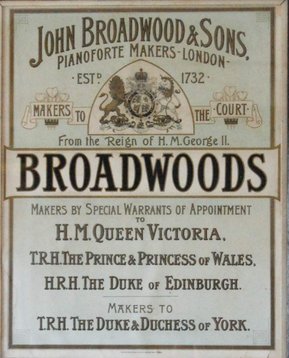 JOHN BROADWOOD & SONS,
PIANOFORTE MAKERS - LONDON -
· ESTD 1732 ·
MAKERS TO THE COURT
From the Reign of H.M. George II.
BROADWOODS
MAKERS BY SPECIAL WARRANTS OF APPOINTMENT
TO
H.M. QUEEN VICTORIA,
T.R.H. THE PRINCE & PRINCESS OF WALES,
H.R.H. THE DUKE OF EDINBURGH.
MAKERS TO
T.R.H. THE DUKE & DUCHESS OF YORK.